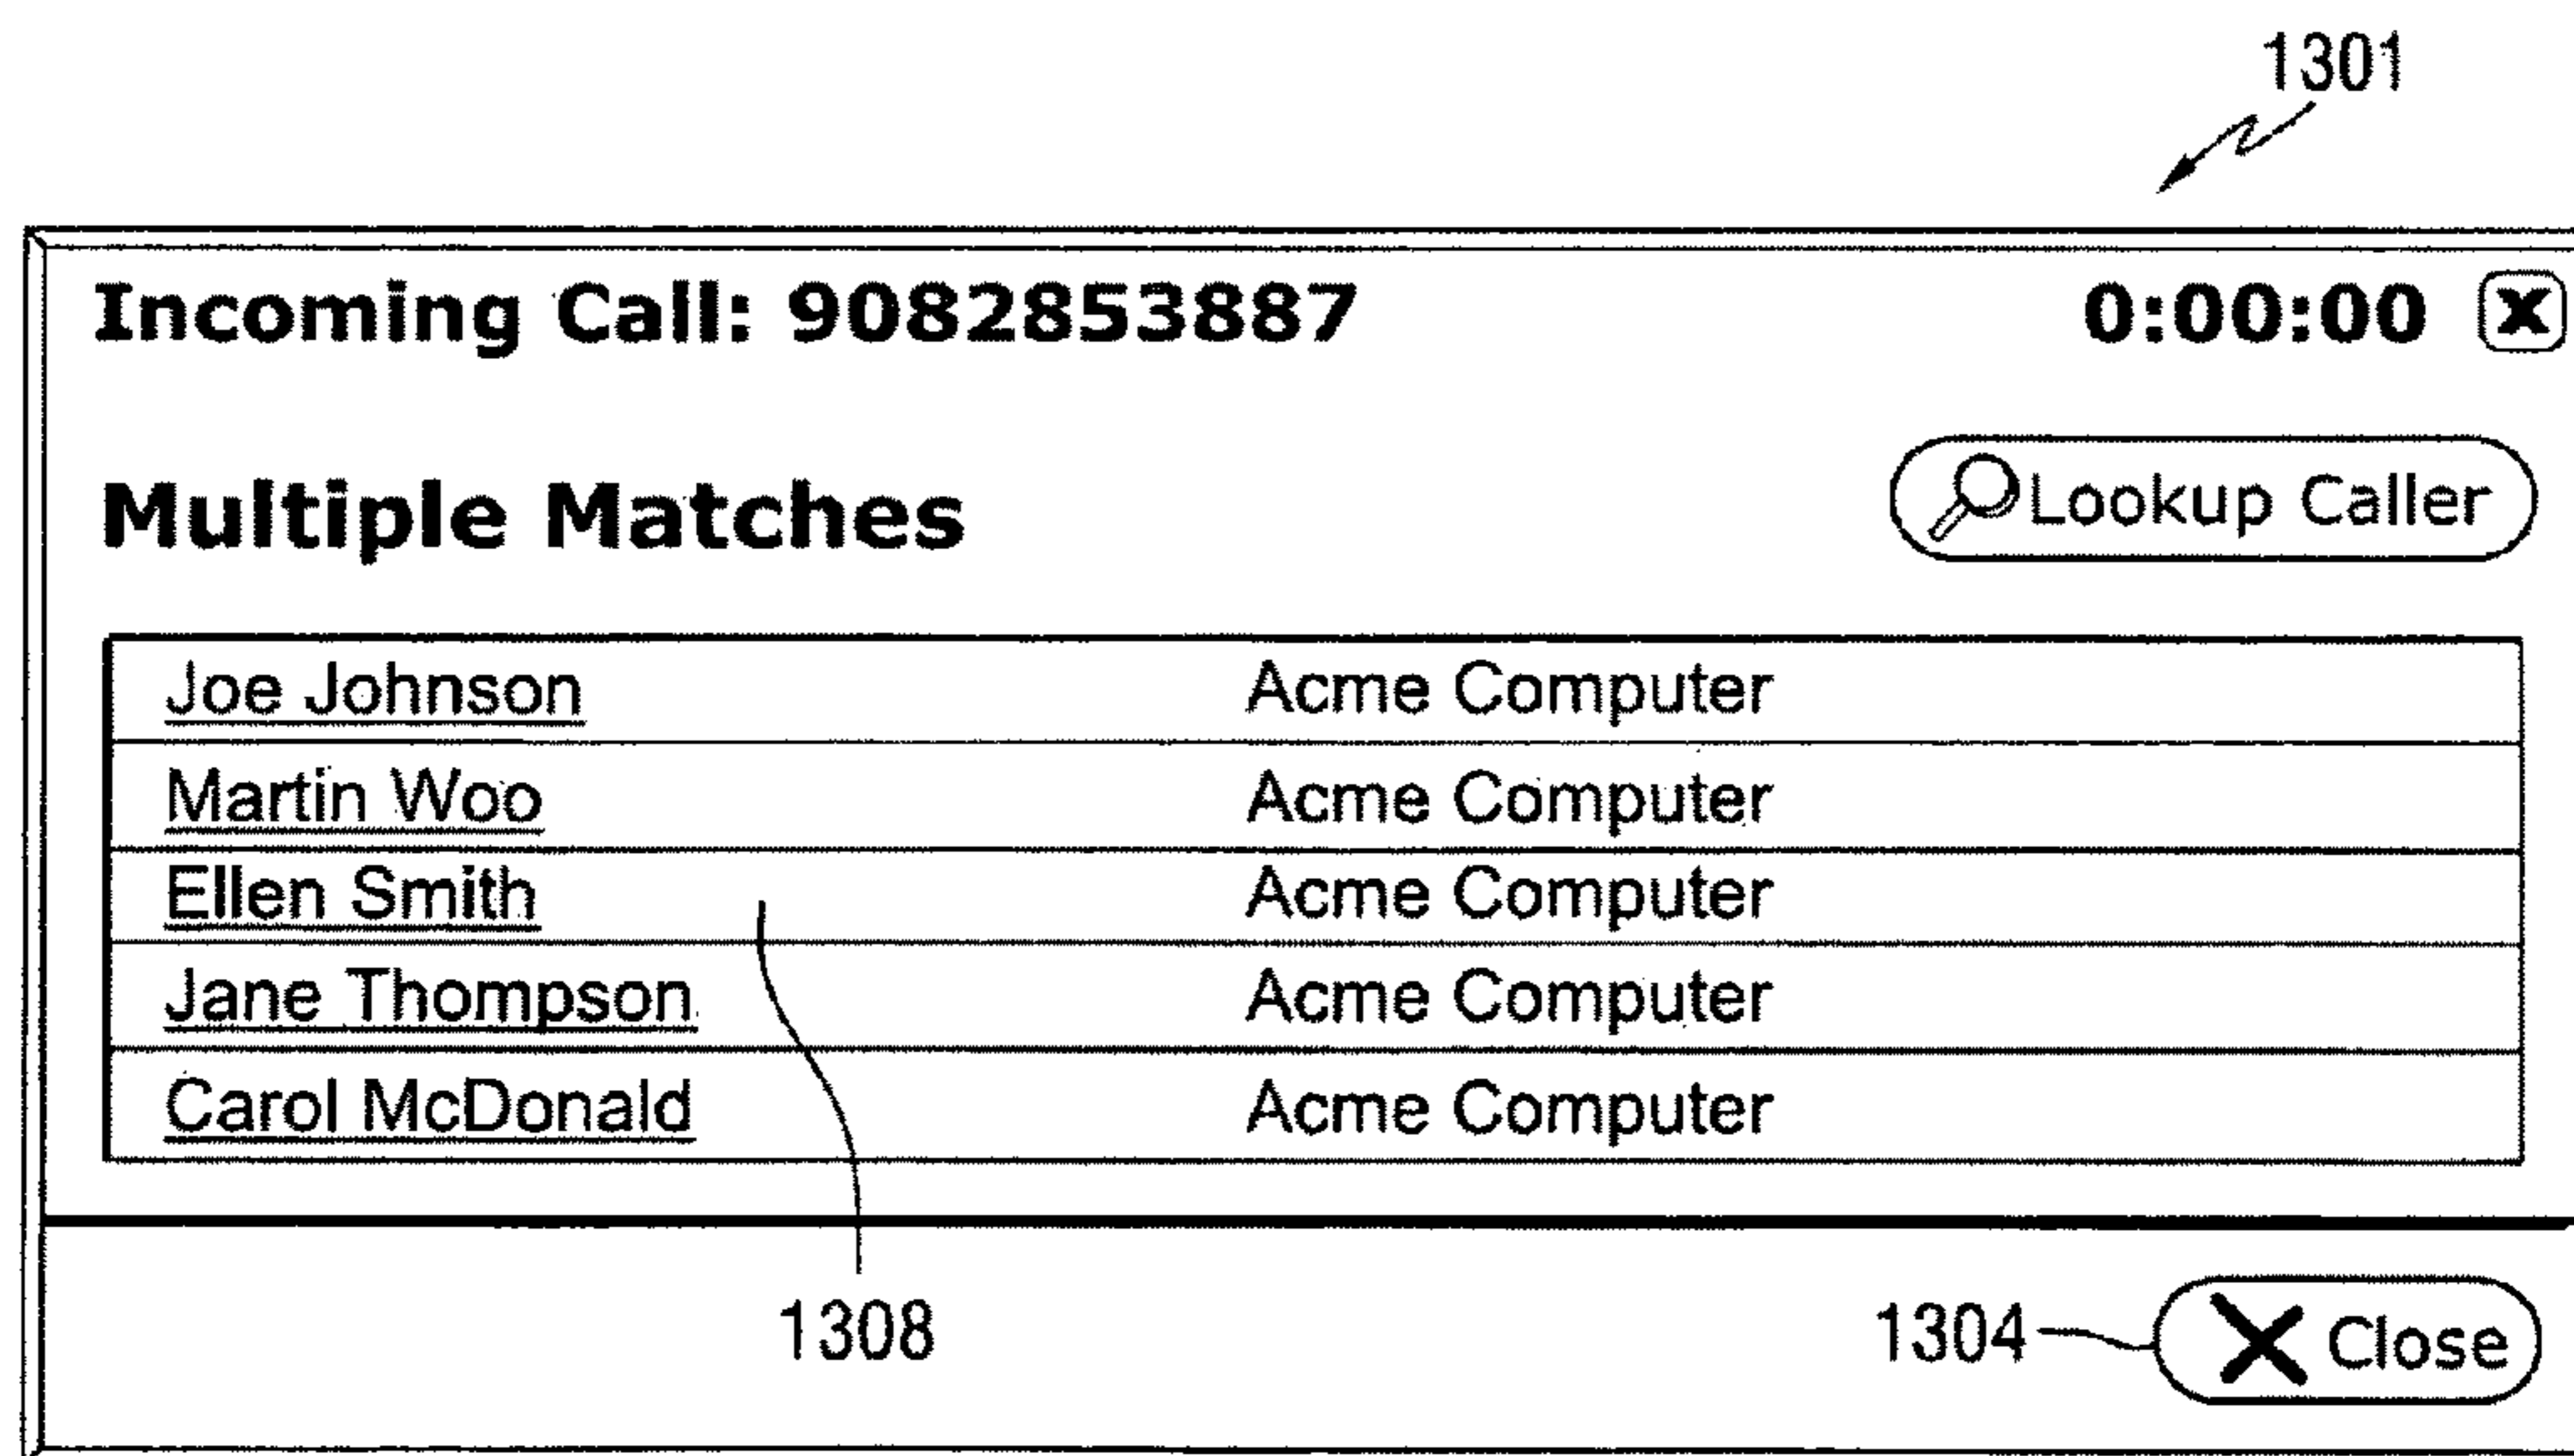 1301
Incoming Call: 9082853887 0:00:00 X
Multiple Matches Lookup Caller
Joe Johnson Acme Computer
Martin Woo Acme Computer
Ellen Smith Acme Computer
Jane Thompson Acme Computer
Carol McDonald Acme Computer
1308 1304 Close